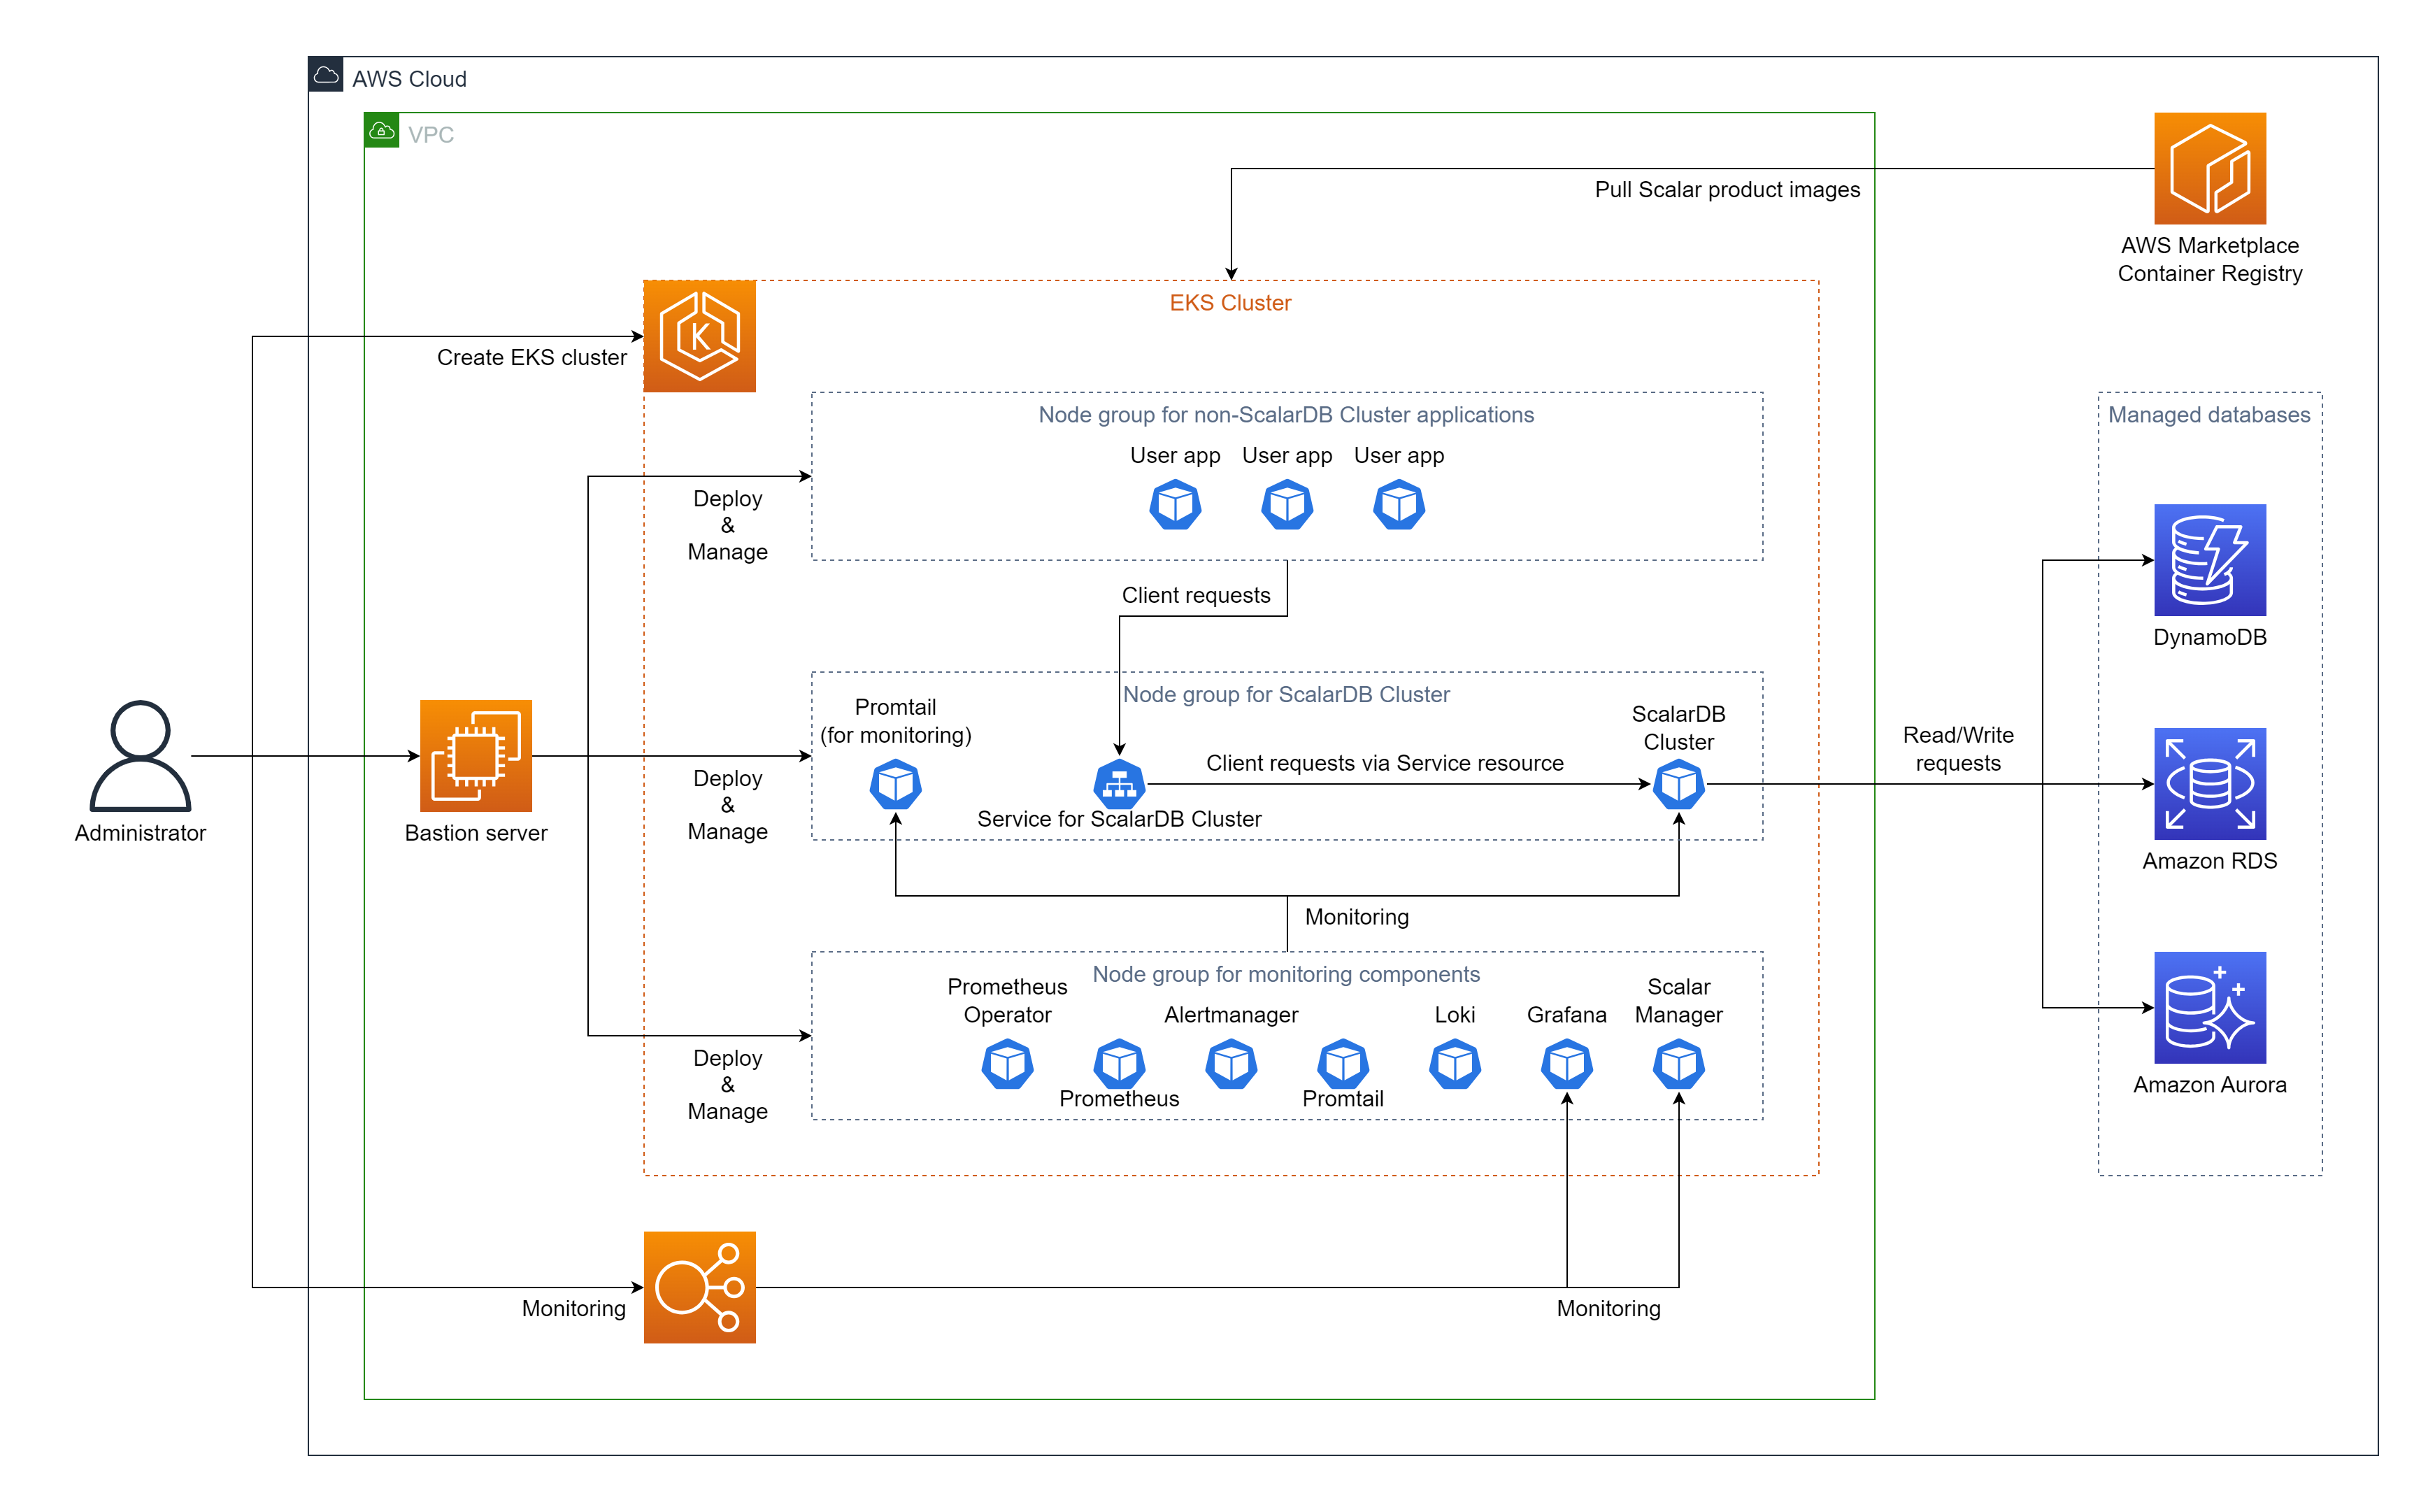 AWS Cloud
VPC
Pull Scalar product images
AWS Marketplace
Container Registry
EKS Cluster
K
Create EKS cluster
Node group for non-ScalarDB Cluster applications
Managed databases
User app
User app
User app
Deploy
&
Manage
Client requests
DynamoDB
Node group for ScalarDB Cluster
Promtail
(for monitoring)
ScalarDB
Cluster
Client requests via Service resource
Service for ScalarDB Cluster
Read/Write
requests
Deploy
&
Manage
Administrator
Bastion server
Amazon RDS
Monitoring
Node group for monitoring components
Prometheus
Operator
Prometheus
Alertmanager
Promtail
Loki
Grafana
Scalar
Manager
Deploy
&
Manage
Amazon Aurora
Monitoring
Monitoring